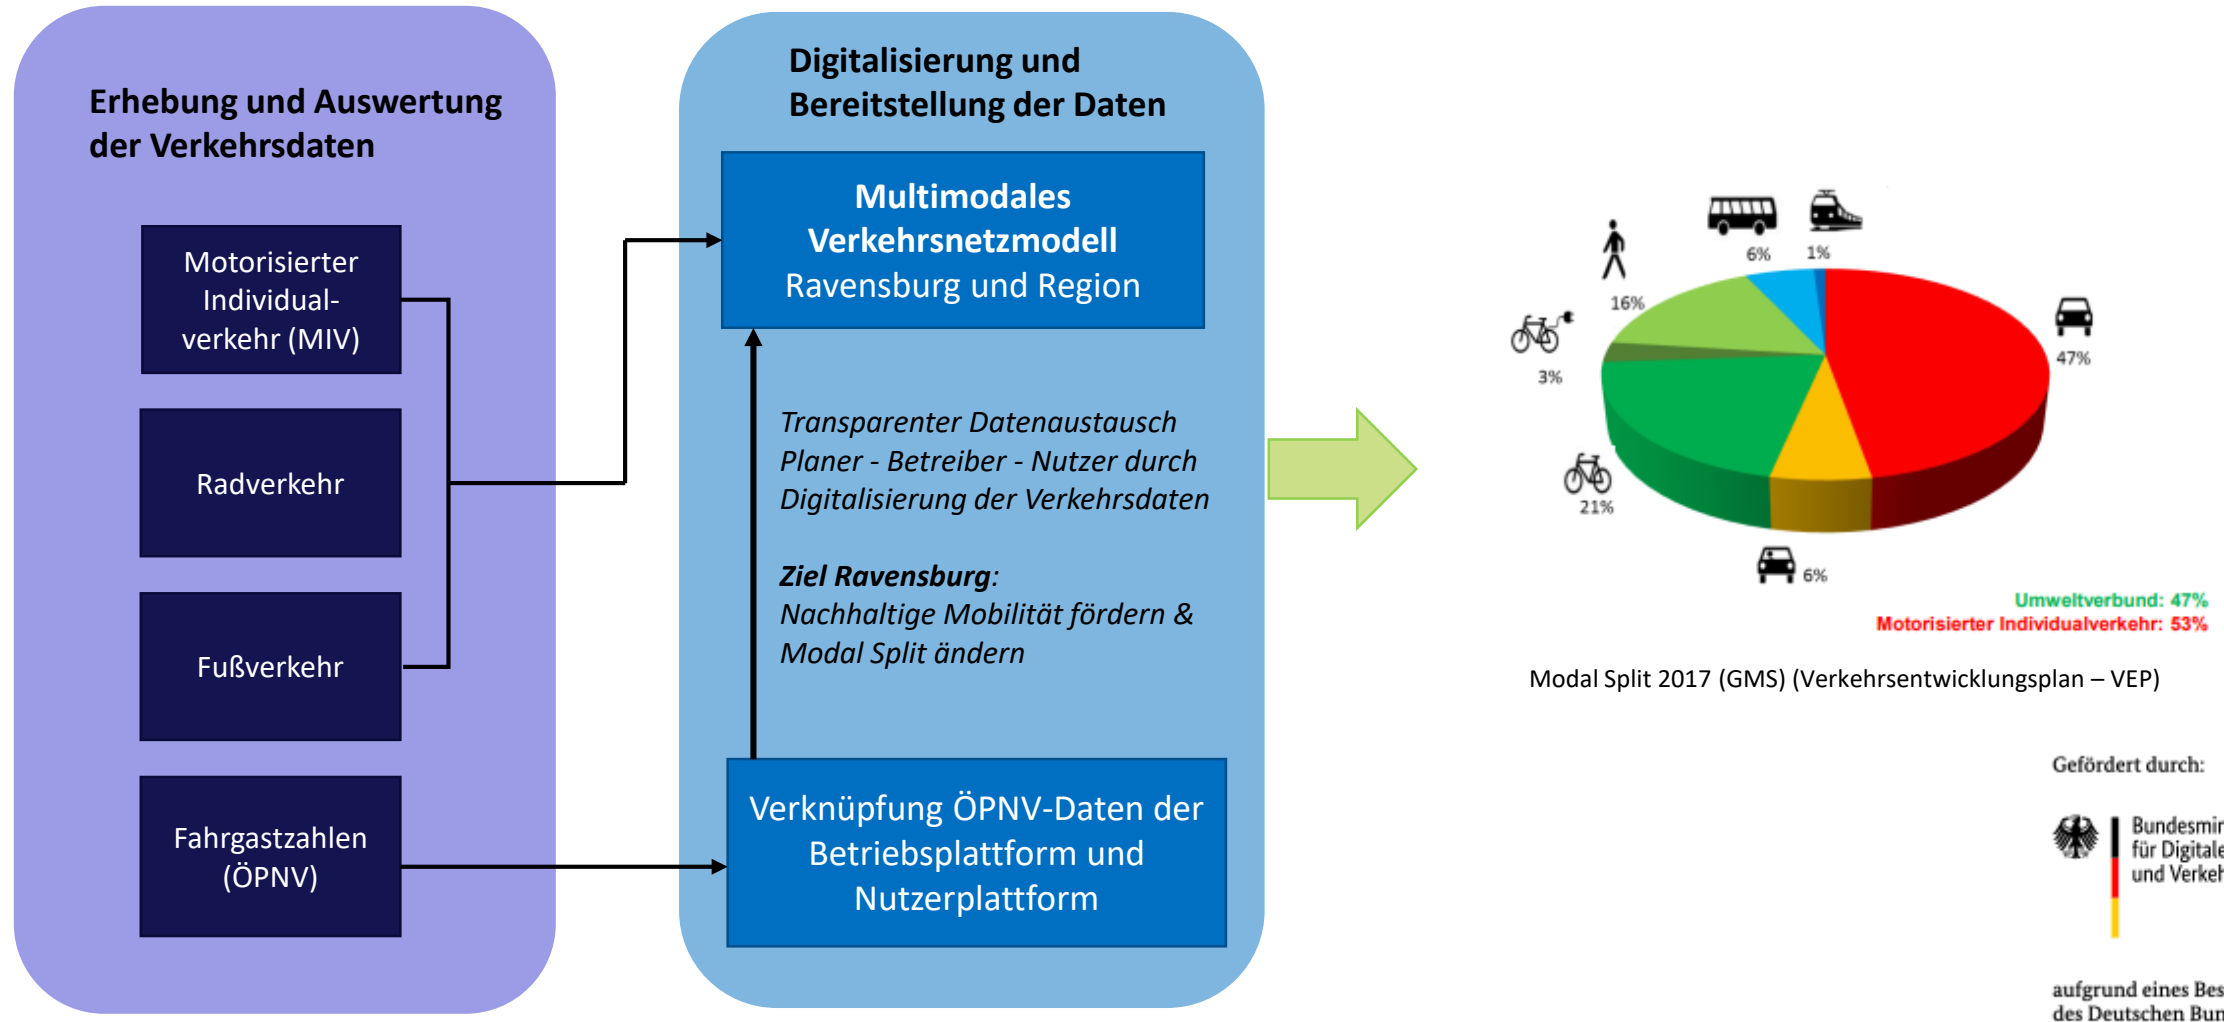 Erhebung und Auswertung
der Verkehrsdaten
Motorisierter
Individual-
verkehr (MIV)
Radverkehr
Fußverkehr
Fahrgastzahlen
(ÖPNV)
Digitalisierung und
Bereitstellung der Daten
Multimodales
Verkehrsnetzmodell
Ravensburg und Region
Transparenter Datenaustausch
Planer - Betreiber - Nutzer durch
Digitalisierung der Verkehrsdaten
Ziel Ravensburg:
Nachhaltige Mobilität fördern &
Modal Split ändern
Verknüpfung ÖPNV-Daten der
Betriebsplattform und
Nutzerplattform
6%
1%
16%
47%
3%
21%
6%
Umweltverbund: 47%
Motorisierter Individualverkehr: 53%
Modal Split 2017 (GMS) (Verkehrsentwicklungsplan – VEP)
Gefördert durch:
für
und
aufgrund eines
des Deutschen